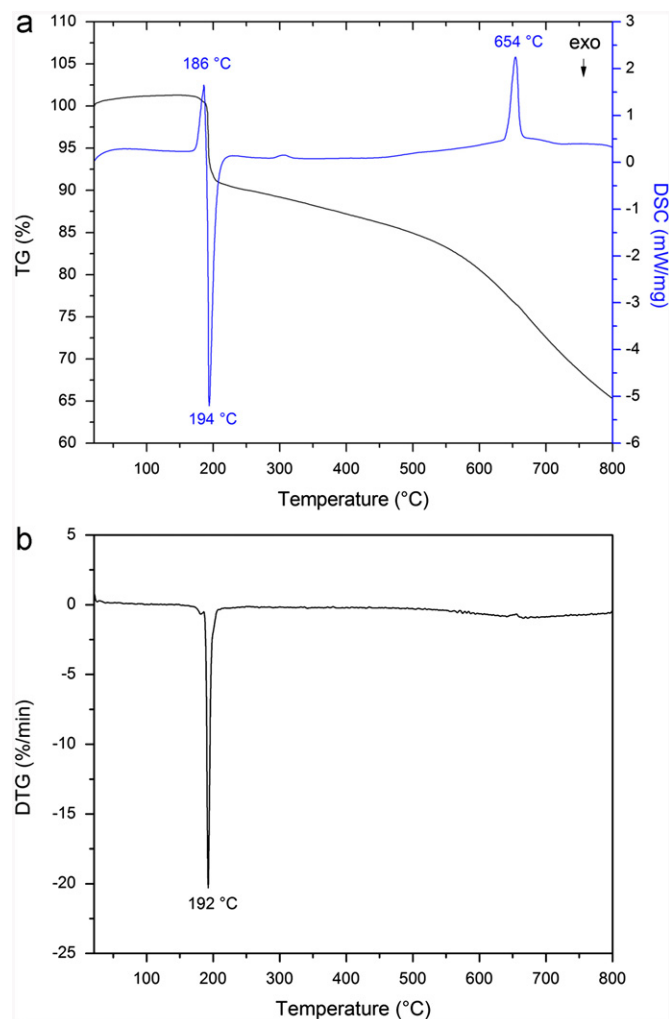 a
110
105
100
95
90
85
80
75
70
65
60
TG (%)
186 °C
194 °C
654 °C
exo
3
2
1
0
-1
-2
-3
-4
-5
-6
DSC (mW/mg)
100 200 300 400 500 600 700 800
Temperature (°C)
b
5
0
-5
-10
-15
-20
-25
DTG (%/min)
192 °C
100 200 300 400 500 600 700 800
Temperature (°C)